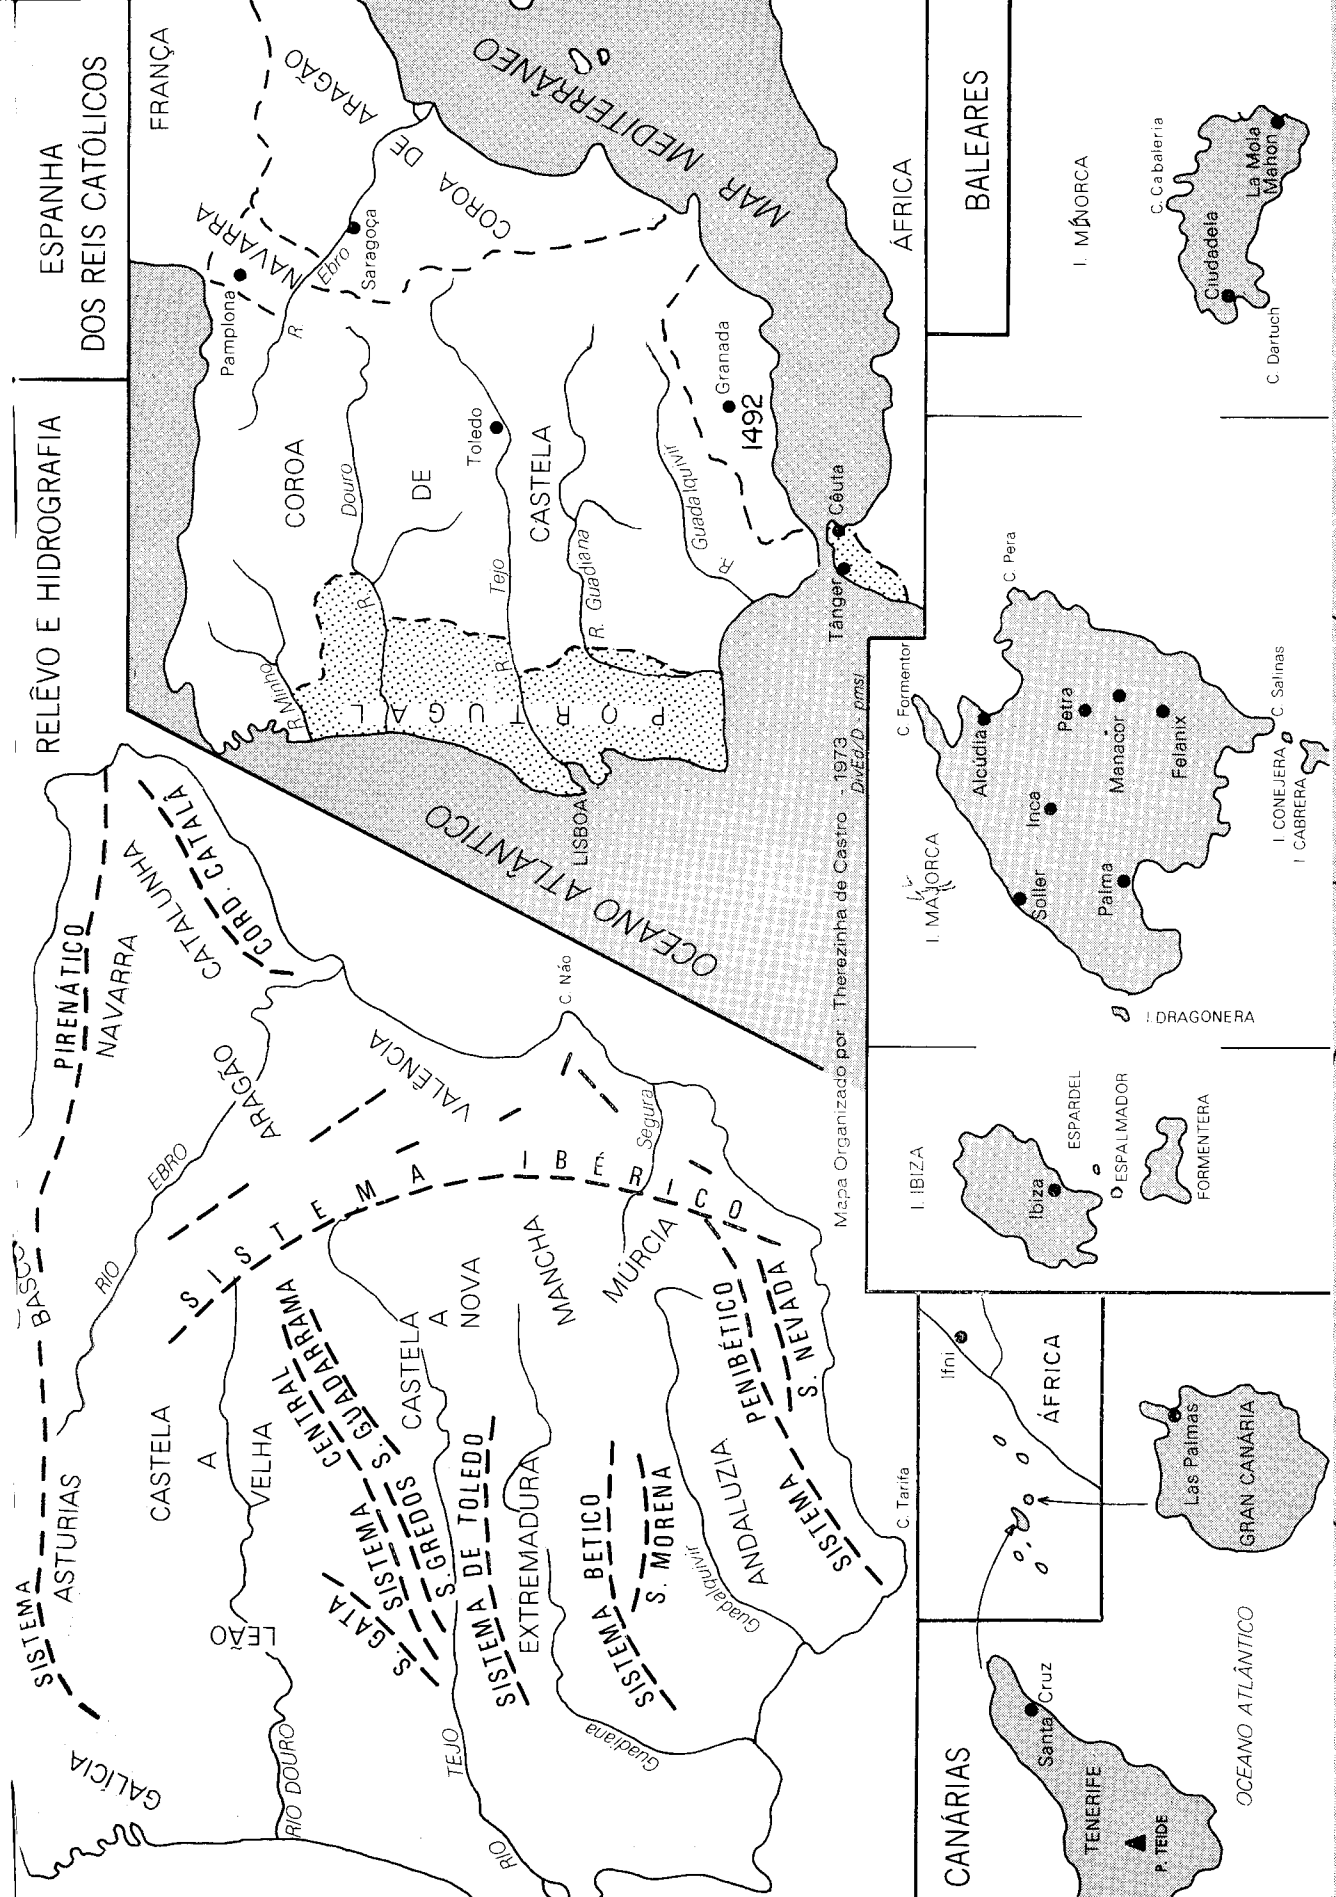 RELÊVO E HIDROGRAFIA
GALÍCIA
SISTEMA
ASTURIAS
BASCO
PIRENÁTICO
NAVARRA
CATALUNHA
CORD. CATALÃ
RIO
EBRO
ARAGÃO
LEÃO
CASTELA
A
VELHA
RIO DOURO
SISTEMA IBÉRICO
VALÊNCIA
C. Não
SISTEMA CENTRAL
S. GUADARRAMA
S. GREDOS
S. GATA
CASTELA
A
NOVA
RIO
TEJO
SISTEMA DE TOLEDO
MANCHA
EXTREMADURA
Guadiana
SISTEMA BETICO
S. MORENA
MÚRCIA
Segura
Guadalquivir
ANDALUZIA
SISTEMA PENIBÉTICO
S. NEVADA
C. Tarifa
ESPANHA
DOS REIS CATÓLICOS
FRANÇA
NAVARRA
Pamplona
R. Ebro
Saragoça
COROA DE ARAGÃO
COROA
DE
CASTELA
R. Minho
R. Douro
R. Tejo
Toledo
R. Guadiana
R. Guadalquivir
Granada
1492
PORTUGAL
LISBOA
OCEANO ATLÂNTICO
MAR MEDITERRÂNEO
Tânger
Cêuta
ÁFRICA
Mapa Organizado por: Therezinha de Castro - 1973
DivEd/D - pmsl
CANÁRIAS
TENERIFE
Santa Cruz
P. TEIDE
OCEANO ATLÂNTICO
Ifni
ÁFRICA
Las Palmas
GRAN CANÁRIA
BALEARES
I. IBIZA
Ibiza
ESPARDEL
ESPALMADOR
FORMENTERA
I. MAJORCA
C. Formentor
C. Pera
Alcudia
Soller
Inca
Petra
Manacor
Palma
Felanix
C. Salinas
I CONEJERA
I CABRERA
I. DRAGONERA
I. MINORCA
C. Cabaleria
Ciudadela
La Mola
Mahon
C. Dartuch